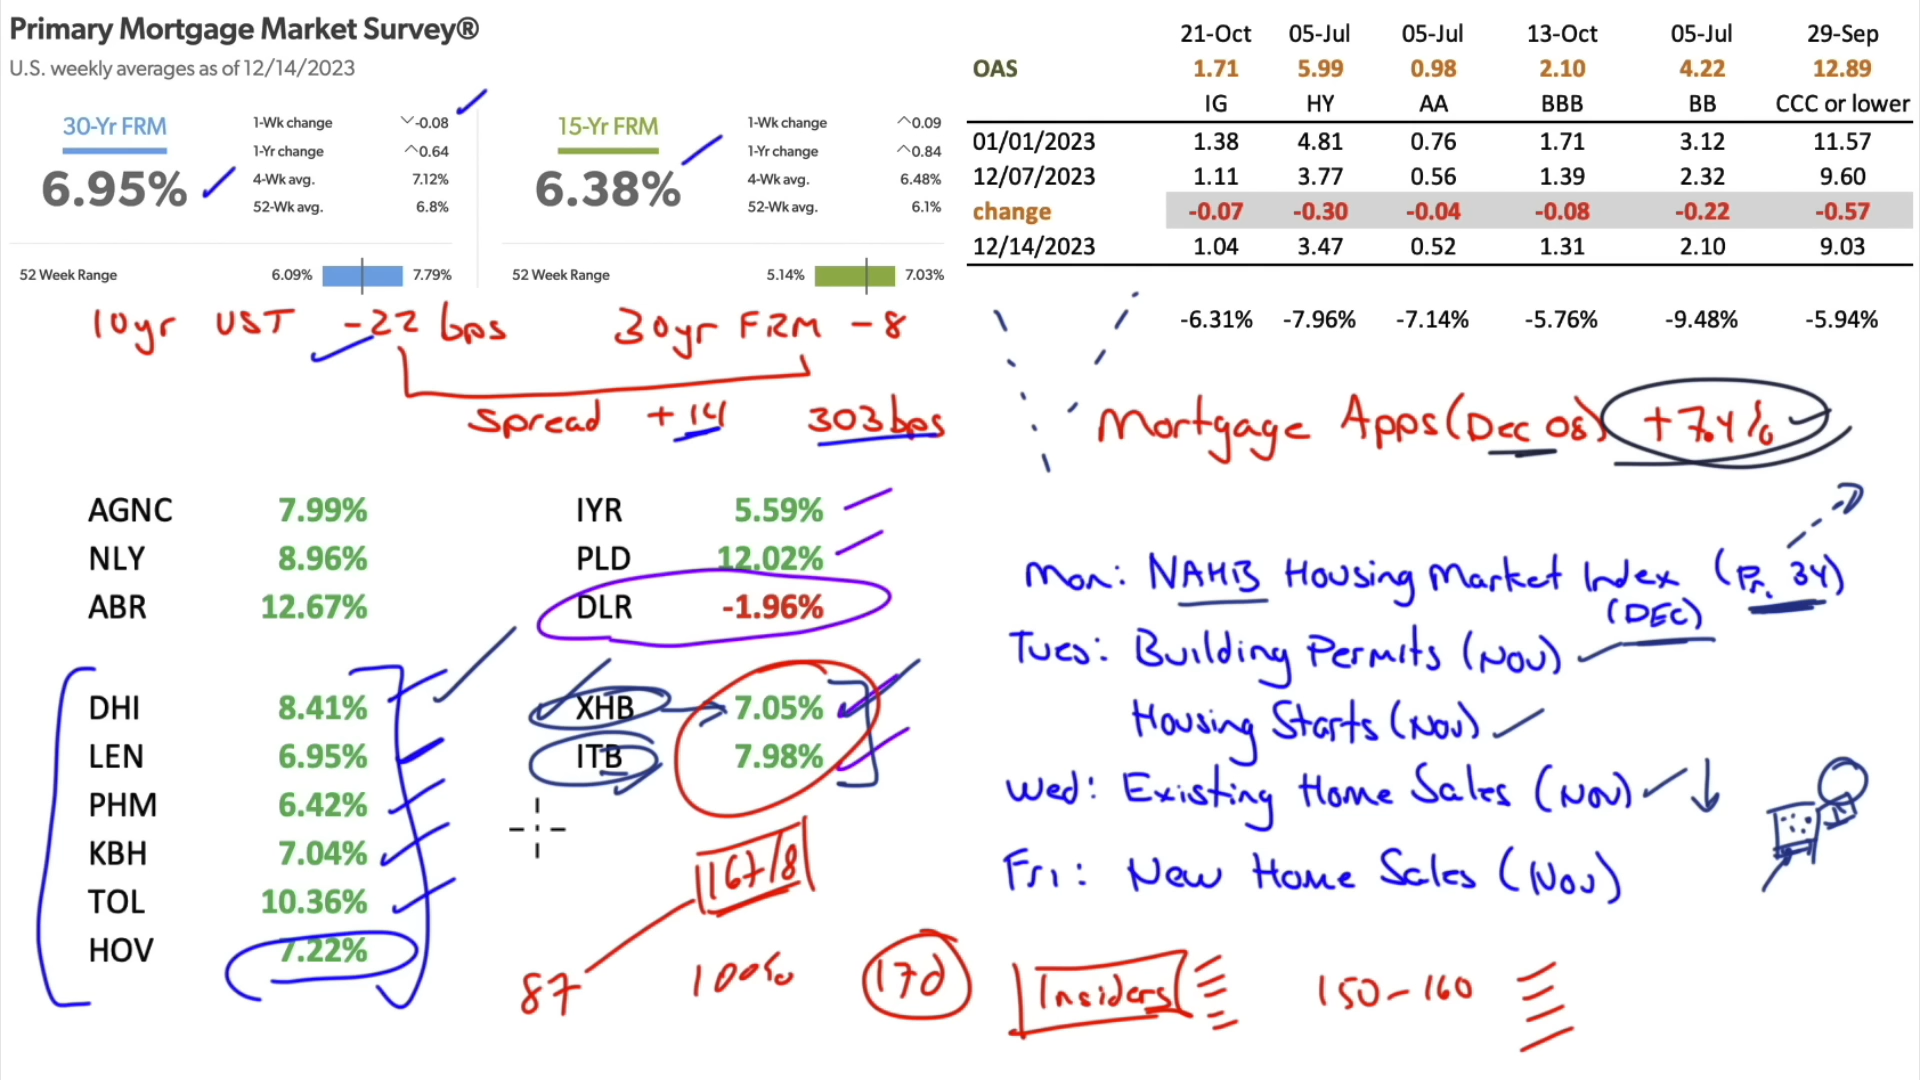 Primary Mortgage Market Survey®
U.S. weekly averages as of 12/14/2023
30-Yr FRM
6.95%
1-Wk change -0.08
1-Yr change 0.64
4-Wk avg. 7.12%
52-Wk avg. 6.8%
52 Week Range 6.09% 7.79%
15-Yr FRM
6.38%
1-Wk change 0.09
1-Yr change 0.84
4-Wk avg. 6.48%
52-Wk avg. 6.1%
52 Week Range 5.14% 7.03%
21-Oct 05-Jul 05-Jul 13-Oct 05-Jul 29-Sep
OAS 1.71 5.99 0.98 2.10 4.22 12.89
IG HY AA BBB BB CCC or lower
01/01/2023 1.38 4.81 0.76 1.71 3.12 11.57
12/07/2023 1.11 3.77 0.56 1.39 2.32 9.60
change -0.07 -0.30 -0.04 -0.08 -0.22 -0.57
12/14/2023 1.04 3.47 0.52 1.31 2.10 9.03
-6.31% -7.96% -7.14% -5.76% -9.48% -5.94%
10yr UST -22 bps 30yr FRM -8
Spread +14 303bps
Mortgage Apps (Dec 08) +7.4%
AGNC 7.99%
NLY 8.96%
ABR 12.67%
IYR 5.59%
PLD 12.02%
DLR -1.96%
DHI 8.41%
LEN 6.95%
PHM 6.42%
KBH 7.04%
TOL 10.36%
HOV 7.22%
XHB 7.05%
ITB 7.98%
Mon: NAHB Housing Market Index (Pr. 34)
(DEC)
Tues: Building Permits (Nov)
Housing Starts (Nov)
Wed: Existing Home Sales (Nov)
Fri: New Home Sales (Nov)
167/8
87 100% 17d Insiders 150-160